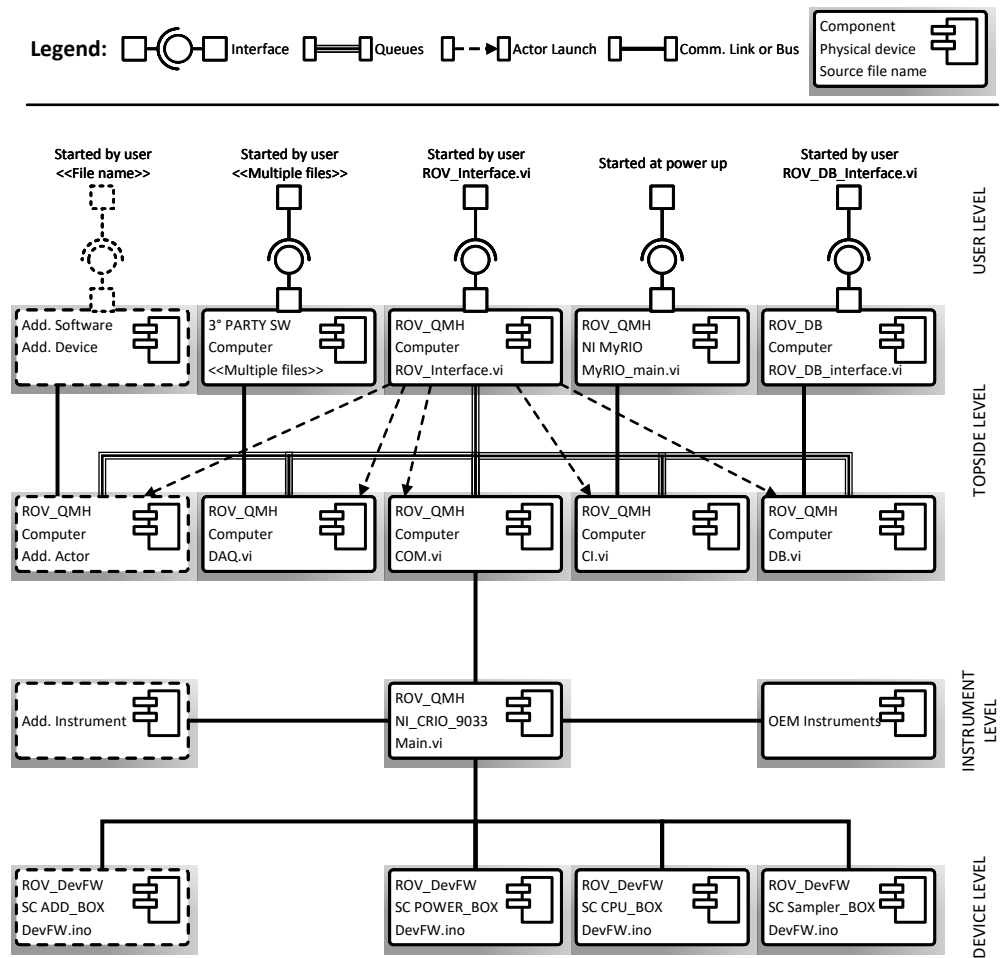 Legend:
Interface
Queues
Actor Launch
Comm. Link or Bus
Component
Physical device
Source file name
Started by user
<<File name>>
Started by user
<<Multiple files>>
Started by user
ROV_Interface.vi
Started at power up
Started by user
ROV_DB_Interface.vi
USER LEVEL
Add. Software
Add. Device
3° PARTY SW
Computer
<<Multiple files>>
ROV_QMH
Computer
ROV_Interface.vi
ROV_QMH
NI MyRIO
MyRIO_main.vi
ROV_DB
Computer
ROV_DB_interface.vi
TOPSIDE LEVEL
ROV_QMH
Computer
Add. Actor
ROV_QMH
Computer
DAQ.vi
ROV_QMH
Computer
COM.vi
ROV_QMH
Computer
CI.vi
ROV_QMH
Computer
DB.vi
Add. Instrument
ROV_QMH
NI_CRIO_9033
Main.vi
OEM Instruments
INSTRUMENT
LEVEL
ROV_DevFW
SC ADD_BOX
DevFW.ino
ROV_DevFW
SC POWER_BOX
DevFW.ino
ROV_DevFW
SC CPU_BOX
DevFW.ino
ROV_DevFW
SC Sampler_BOX
DevFW.ino
DEVICE LEVEL